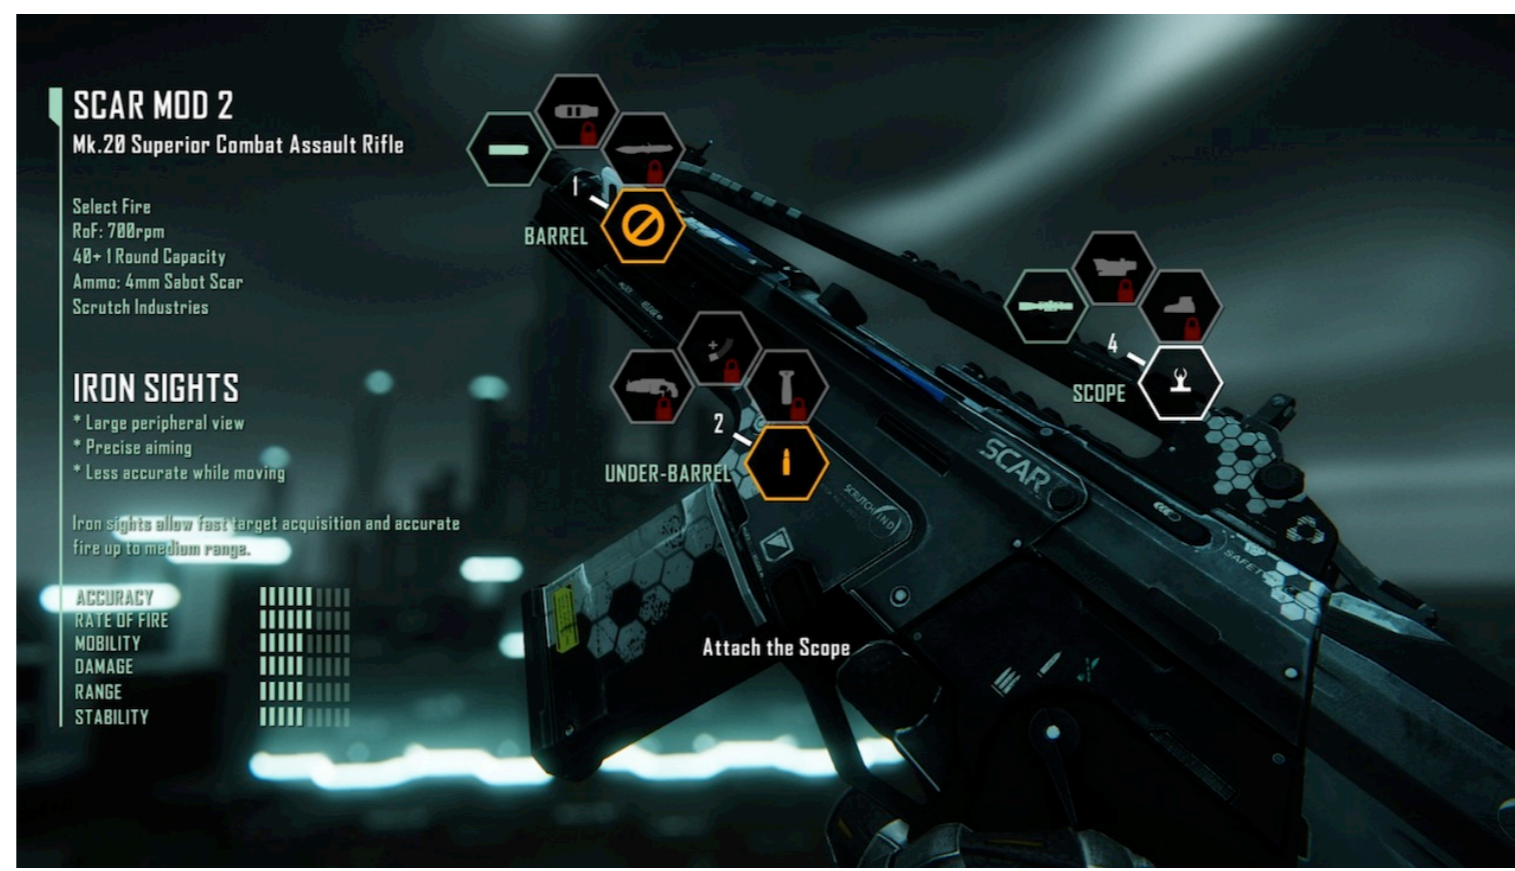 SCAR MOD 2
Mk.20 Superior Combat Assault Rifle
Select Fire
RoF: 700rpm
40+1 Round Capacity
Ammo: 4mm Sabot Scar
Scrutch Industries
IRON SIGHTS
* Large peripheral view
* Precise aiming
* Less accurate while moving
Iron sights allow fast target acquisition and accurate
fire up to medium range.
ACCURACY
RATE OF FIRE
MOBILITY
DAMAGE
RANGE
STABILITY
1
BARREL
2
UNDER-BARREL
4
SCOPE
SCAR
SCRUTCH IND
SAFETY
Attach the Scope